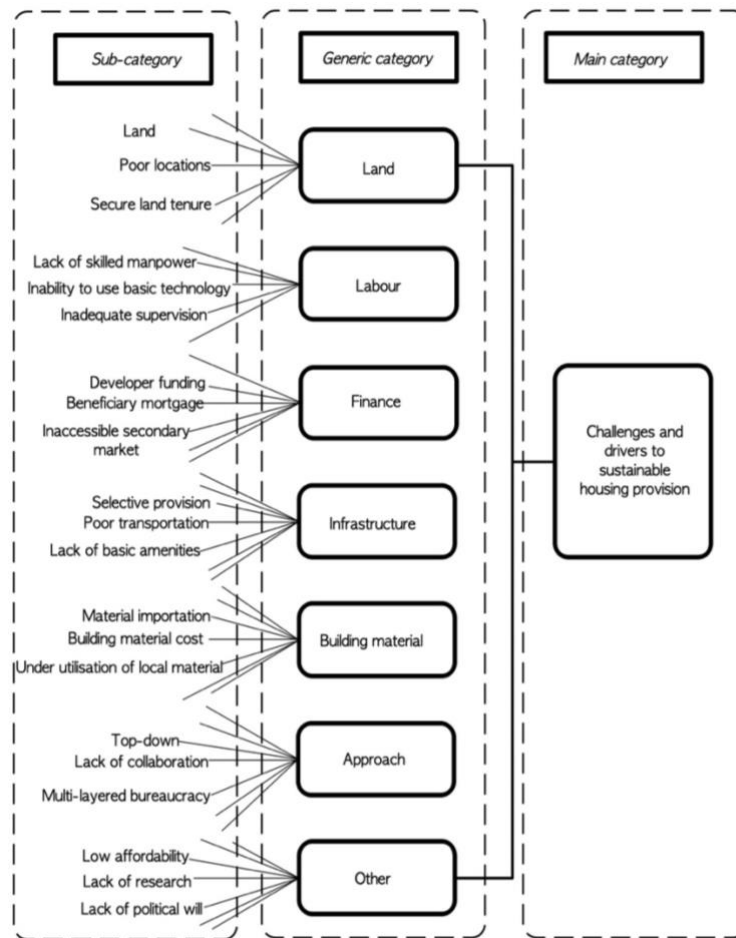 Sub-category
Generic category
Main category
Land
Poor locations
Secure land tenure
Land
Lack of skilled manpower
Inability to use basic technology
Inadequate supervision
Labour
Developer funding
Beneficiary mortgage
Inaccessible secondary
market
Finance
Selective provision
Poor transportation
Lack of basic amenities
Infrastructure
Material importation
Building material cost
Under utilisation of local material
Building material
Top-down
Lack of collaboration
Multi-layered bureaucracy
Approach
Low affordability
Lack of research
Lack of political will
Other
Challenges and
drivers to
sustainable
housing provision